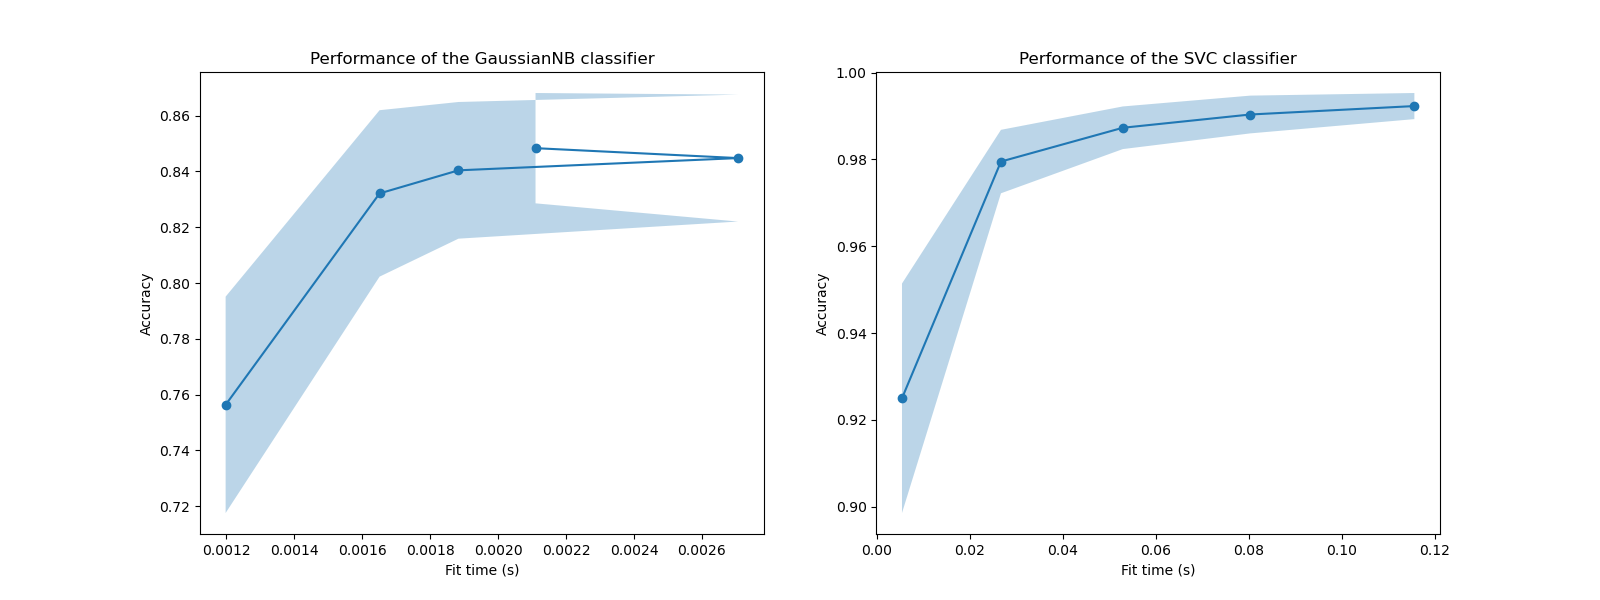 Performance of the GaussianNB classifier
Accuracy
0.86
0.84
0.82
0.80
0.78
0.76
0.74
0.72
0.0012 0.0014 0.0016 0.0018 0.0020 0.0022 0.0024 0.0026
Fit time (s)
Performance of the SVC classifier
Accuracy
1.00
0.98
0.96
0.94
0.92
0.90
0.00 0.02 0.04 0.06 0.08 0.10 0.12
Fit time (s)